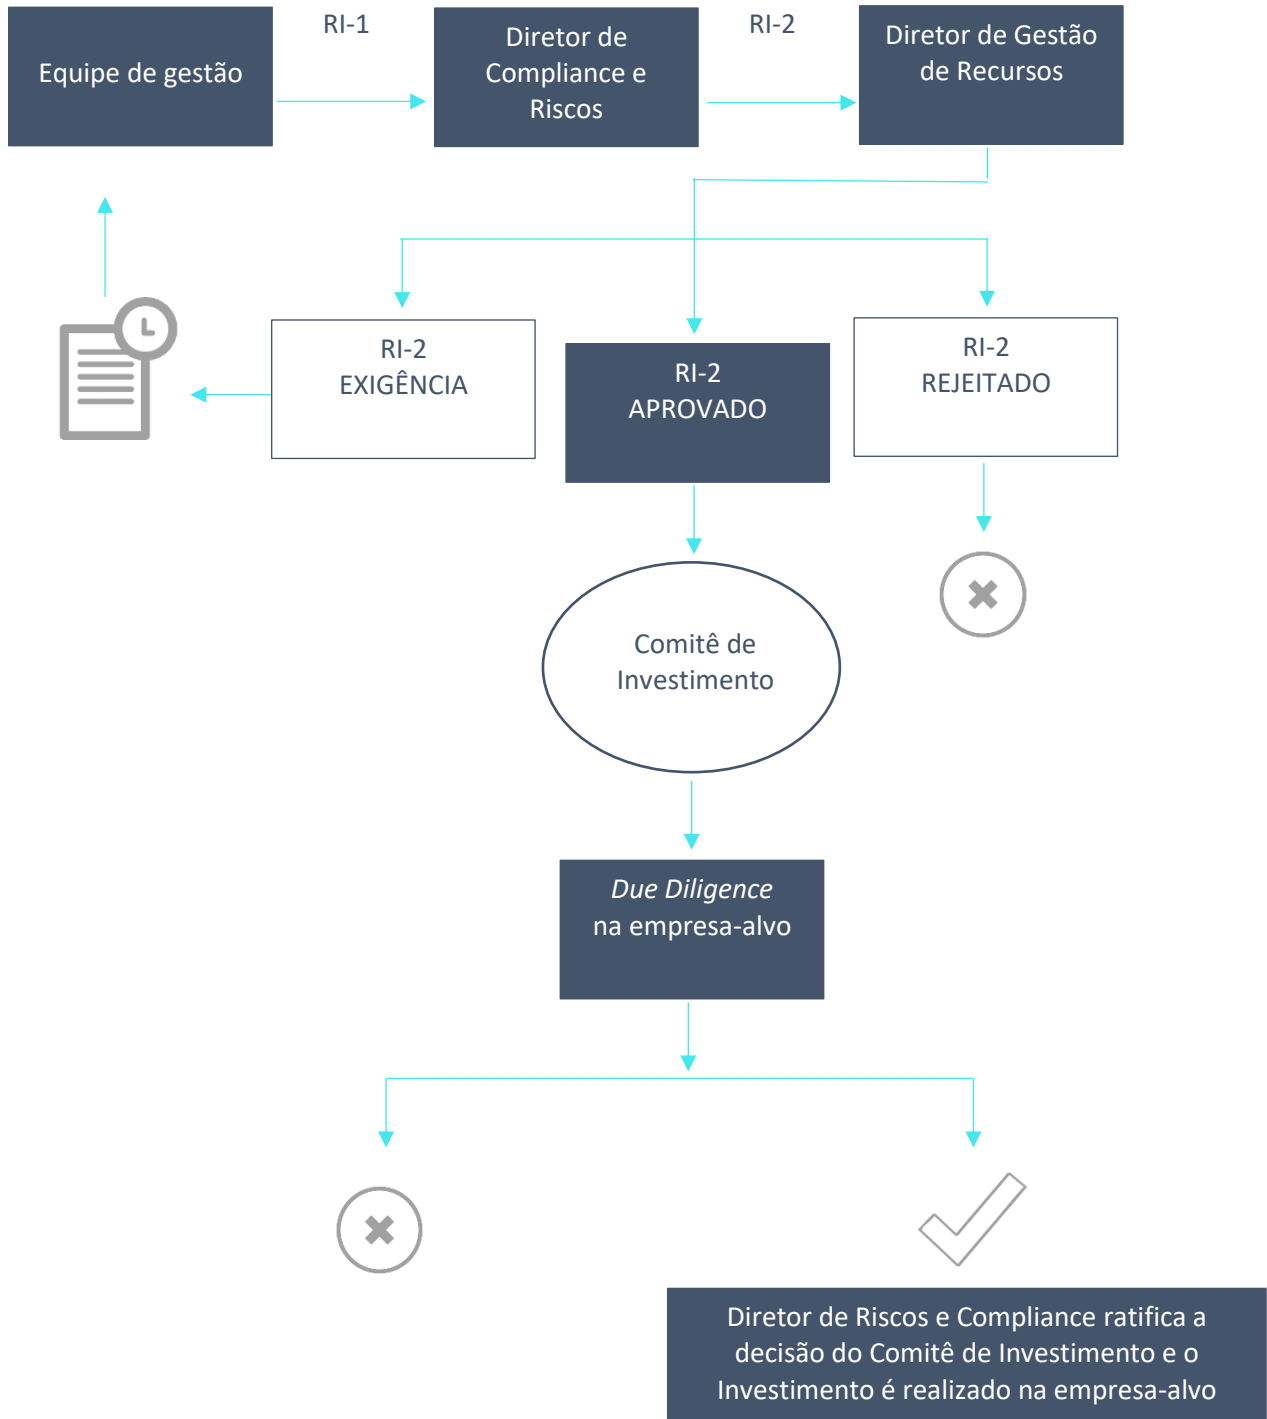 Equipe de gestão
RI-1
Diretor de
Compliance e
Riscos
RI-2
Diretor de Gestão
de Recursos
RI-2
EXIGÊNCIA
RI-2
APROVADO
RI-2
REJEITADO
Comitê de
Investimento
Due Diligence
na empresa-alvo
Diretor de Riscos e Compliance ratifica a
decisão do Comitê de Investimento e o
Investimento é realizado na empresa-alvo